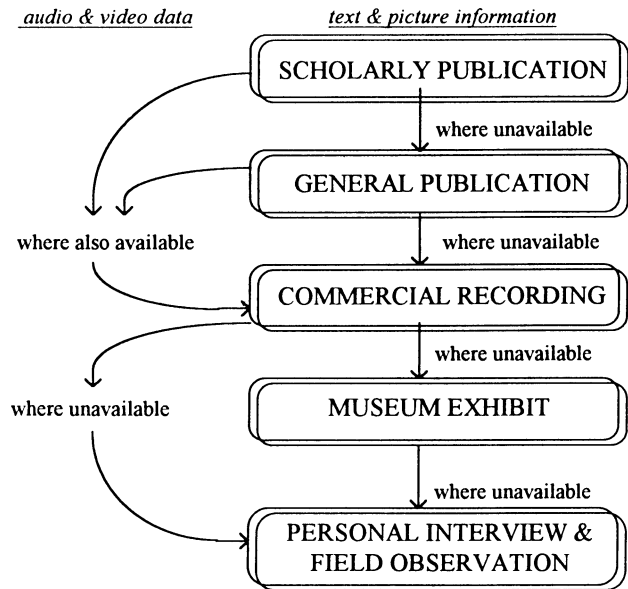 audio & video data
text & picture information
SCHOLARLY PUBLICATION
where unavailable
GENERAL PUBLICATION
where also available
where unavailable
COMMERCIAL RECORDING
where unavailable
where unavailable
MUSEUM EXHIBIT
where unavailable
PERSONAL INTERVIEW &
FIELD OBSERVATION